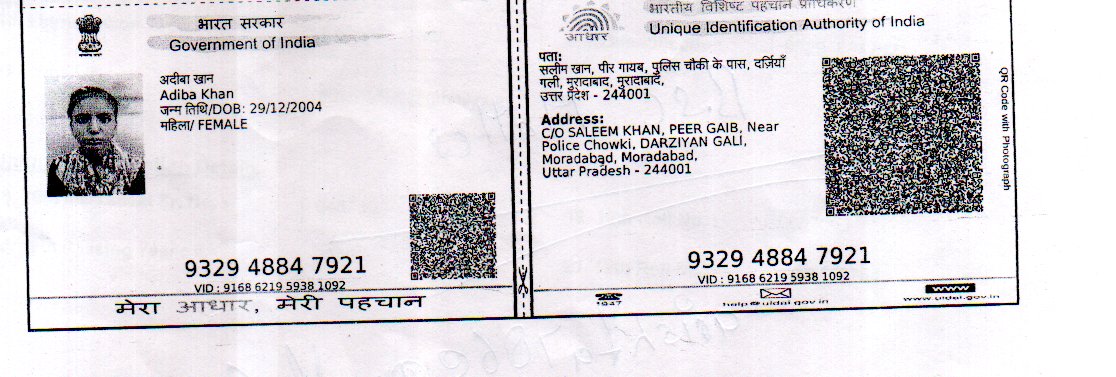 भारत सरकार
Government of India
अदीबा खान
Adiba Khan
जन्म तिथि/DOB: 29/12/2004
महिला/ FEMALE
9329 4884 7921
VID : 9168 6219 5938 1092
मेरा आधार, मेरी पहचान
भारतीय विशिष्ट पहचान प्राधिकरण
Unique Identification Authority of India
आधार
पता:
सलीम खान, पीर गायब, पुलिस चौकी के पास, दर्ज़ियाँ
गली, मुरादाबाद, मुरादाबाद,
उत्तर प्रदेश - 244001
Address:
C/O SALEEM KHAN, PEER GAIB, Near
Police Chowki, DARZIYAN GALI,
Moradabad, Moradabad,
Uttar Pradesh - 244001
QR Code with Photograph
9329 4884 7921
VID : 9168 6219 5938 1092
1947
help@uidai.gov.in
WWW
www.uidai.gov.in